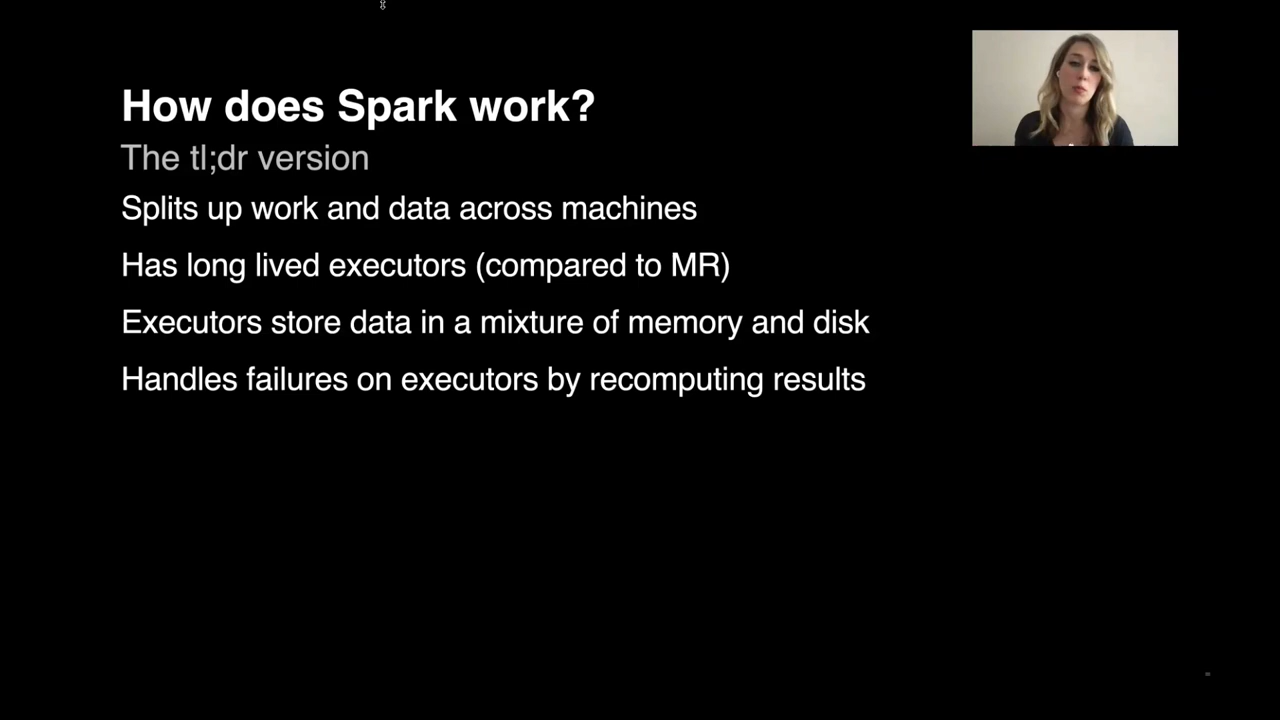 How does Spark work?
The tl;dr version
Splits up work and data across machines
Has long lived executors (compared to MR)
Executors store data in a mixture of memory and disk
Handles failures on executors by recomputing results